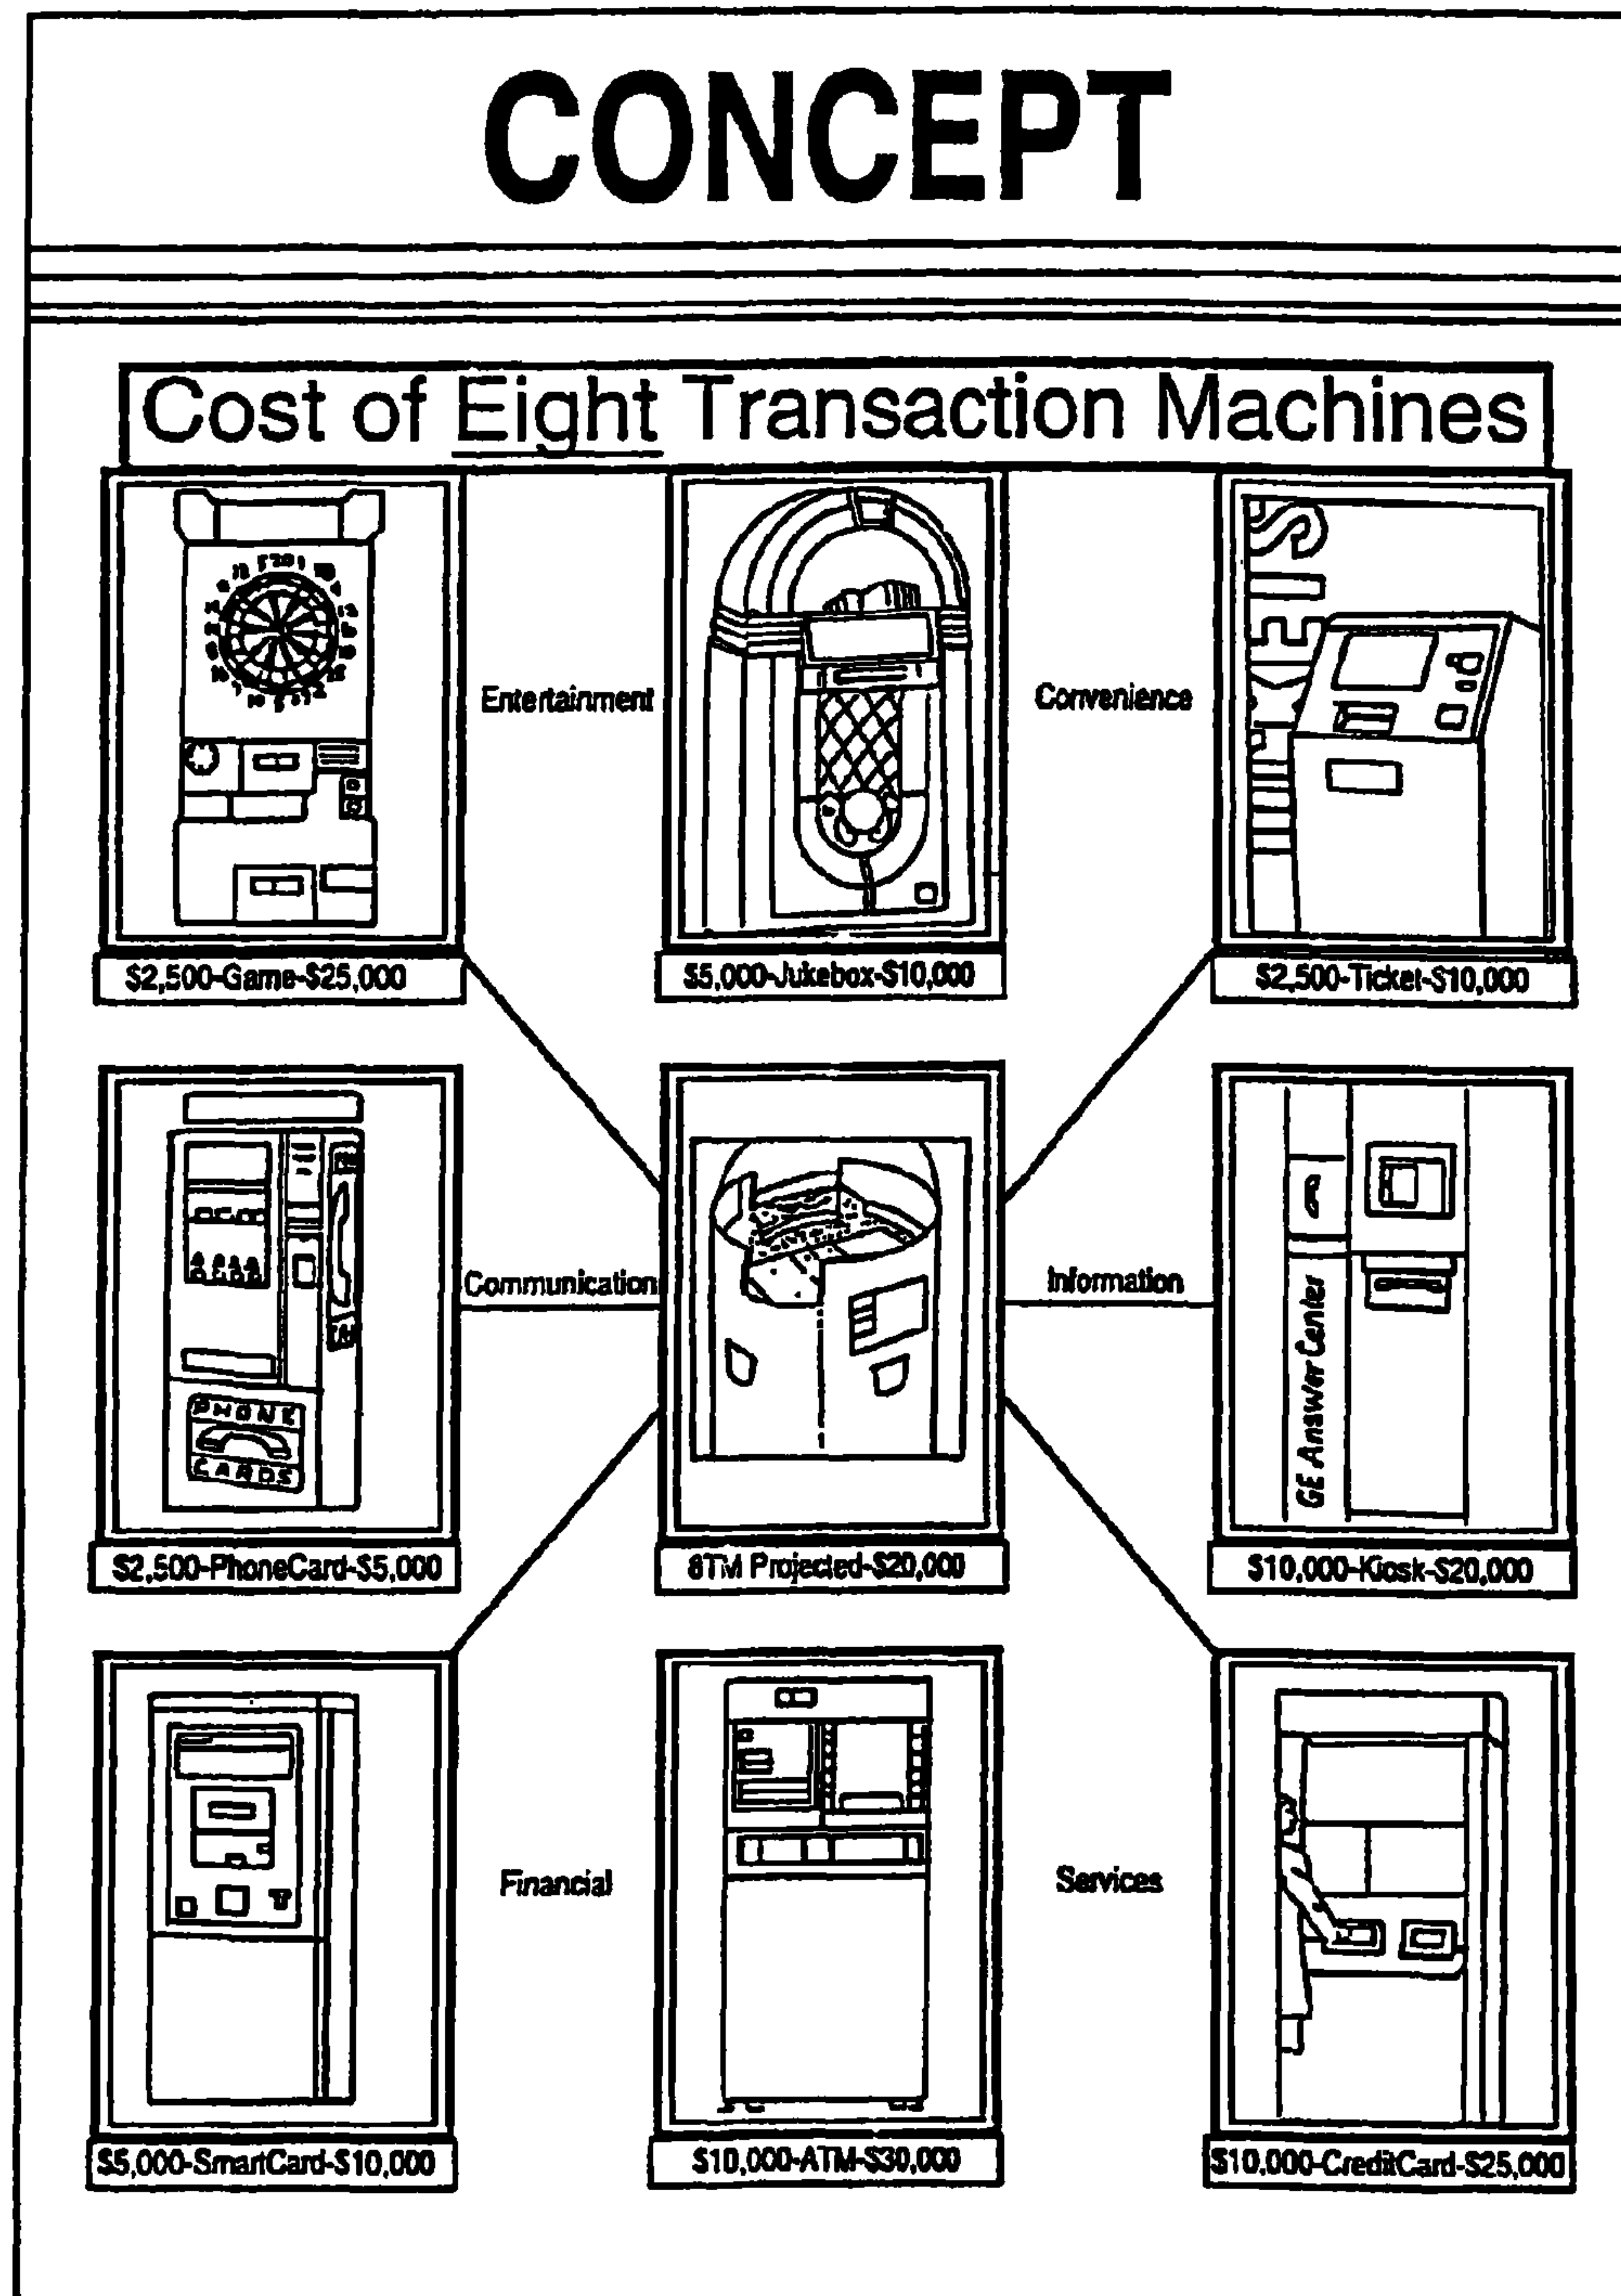 CONCEPT
Cost of Eight Transaction Machines
Entertainment
Convenience
$2,500-Game-$25,000
$5,000-Jukebox-$10,000
$2,500-Ticket-$10,000
PHONE
CARDS
Communication
Information
GE Answer Center
$2,500-PhoneCard-$5,000
8TM Projected-$20,000
$10,000-Kiosk-$20,000
Financial
Services
$5,000-SmartCard-$10,000
$10,000-ATM-$30,000
$10,000-CreditCard-$25,000